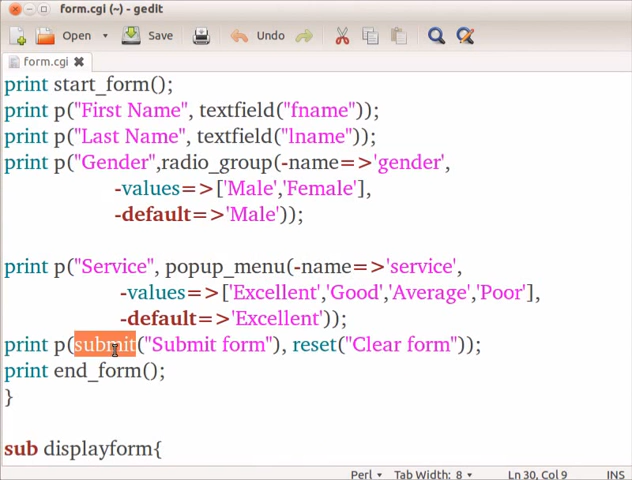 form.cgi (~) - gedit
Open Save Undo
form.cgi
print start_form();
print p("First Name", textfield("fname"));
print p("Last Name", textfield("lname"));
print p("Gender",radio_group(-name=>'gender',
-values=>['Male','Female'],
-default=>'Male'));
print p("Service", popup_menu(-name=>'service',
-values=>['Excellent','Good','Average','Poor'],
-default=>'Excellent'));
print p(submit("Submit form"), reset("Clear form"));
print end_form();
}
sub displayform{
Perl Tab Width: 8 Ln 30, Col 9 INS